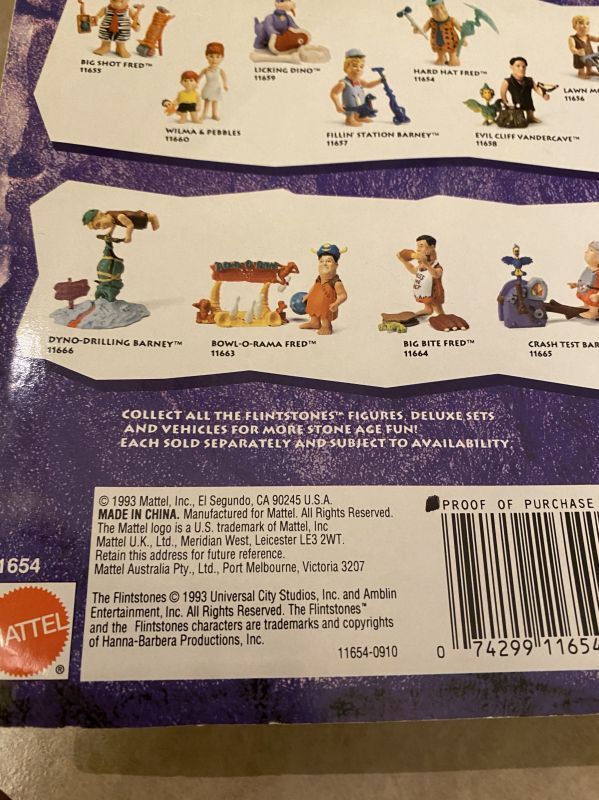 BIG SHOT FRED™
11655
LICKING DINO™
11659
HARD HAT FRED™
11654
LAWN
11656
WILMA & PEBBLES
11660
FILLIN' STATION BARNEY™
11657
EVIL CLIFF VANDERCAVE™
11658
DYNO-DRILLING BARNEY™
11666
BOWL-O-RAMA FRED™
11663
BIG BITE FRED™
11664
CRASH TEST BAR
11665
COLLECT ALL THE FLINTSTONES™ FIGURES, DELUXE SETS
AND VEHICLES FOR MORE STONE AGE FUN!
EACH SOLD SEPARATELY AND SUBJECT TO AVAILABILITY
© 1993 Mattel, Inc., El Segundo, CA 90245 U.S.A.
MADE IN CHINA. Manufactured for Mattel. All Rights Reserved.
The Mattel logo is a U.S. trademark of Mattel, Inc
Mattel U.K., Ltd., Meridian West, Leicester LE3 2WT.
Retain this address for future reference.
Mattel Australia Pty., Ltd., Port Melbourne, Victoria 3207
The Flintstones © 1993 Universal City Studios, Inc. and Amblin
Entertainment, Inc. All Rights Reserved. The Flintstones™
and the Flintstones characters are trademarks and copyrights
of Hanna-Barbera Productions, Inc.
11654-0910
1654
MATTEL
®
PROOF OF PURCHASE
0 74299 11654